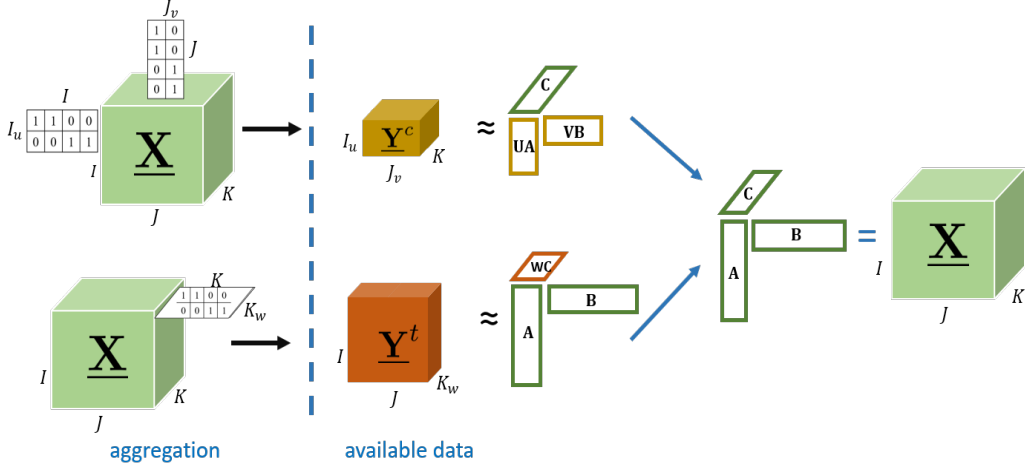 J_v
1 0
1 0
0 1
0 1
J
I
I_u
1 1 0 0
0 0 1 1
X
I
J
K
I_u
Y^c
J_v
K
≈
C
UA
VB
K
1 1 0 0
0 0 1 1
K_w
X
I
J
K
I
Y^t
J
K_w
≈
WC
A
B
C
A
B
=
X
I
J
K
aggregation
available data